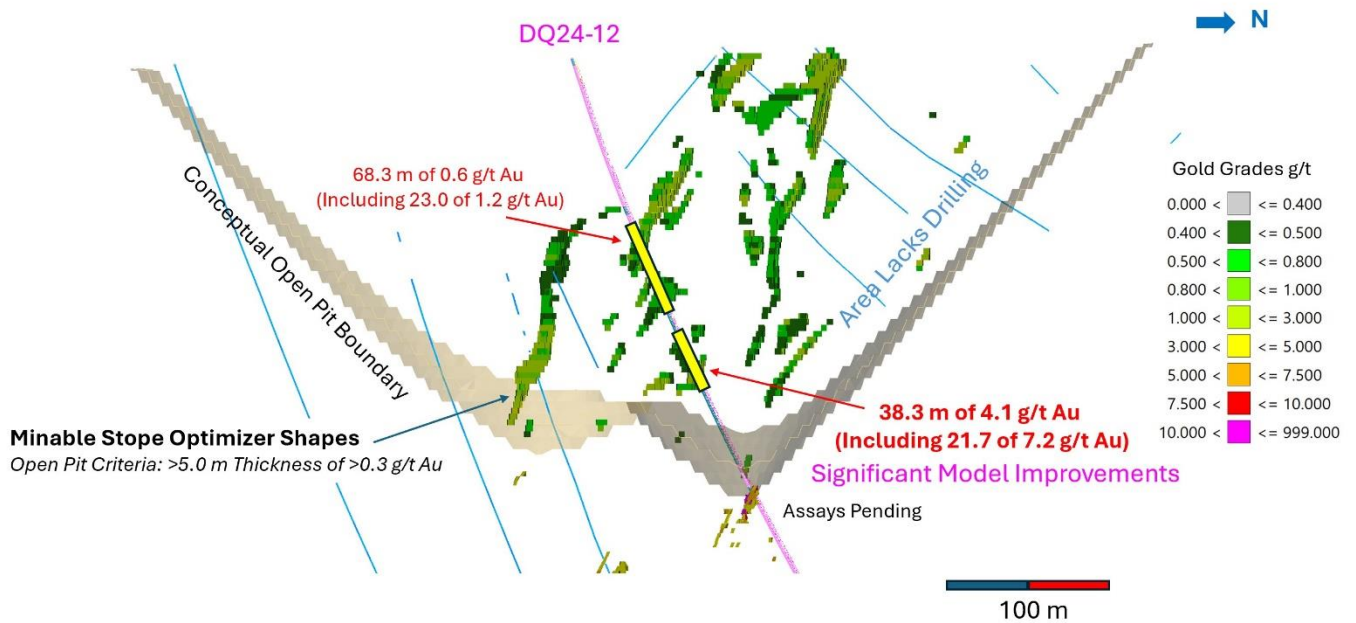 N
DQ24-12
68.3 m of 0.6 g/t Au
(Including 23.0 of 1.2 g/t Au)
Conceptual Open Pit Boundary
Area Lacks Drilling
Gold Grades g/t
0.000 < <= 0.400
0.400 < <= 0.500
0.500 < <= 0.800
0.800 < <= 1.000
1.000 < <= 3.000
3.000 < <= 5.000
5.000 < <= 7.500
7.500 < <= 10.000
10.000 < <= 999.000
Minable Stope Optimizer Shapes
Open Pit Criteria: >5.0 m Thickness of >0.3 g/t Au
38.3 m of 4.1 g/t Au
(Including 21.7 of 7.2 g/t Au)
Significant Model Improvements
Assays Pending
100 m